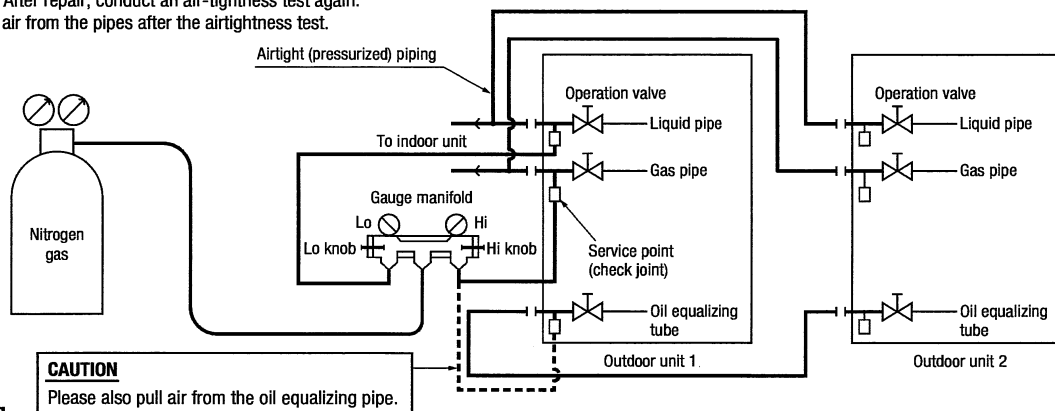 After repair, conduct an air-tightness test again.
air from the pipes after the airtightness test.
Airtight (pressurized) piping
Operation valve
Operation valve
Liquid pipe
Liquid pipe
To indoor unit
Gas pipe
Gas pipe
Gauge manifold
Lo
Hi
Nitrogen
gas
Lo knob
Hi knob
Service point
(check joint)
Oil equalizing
tube
Oil equalizing
tube
Outdoor unit 1
Outdoor unit 2
CAUTION
Please also pull air from the oil equalizing pipe.